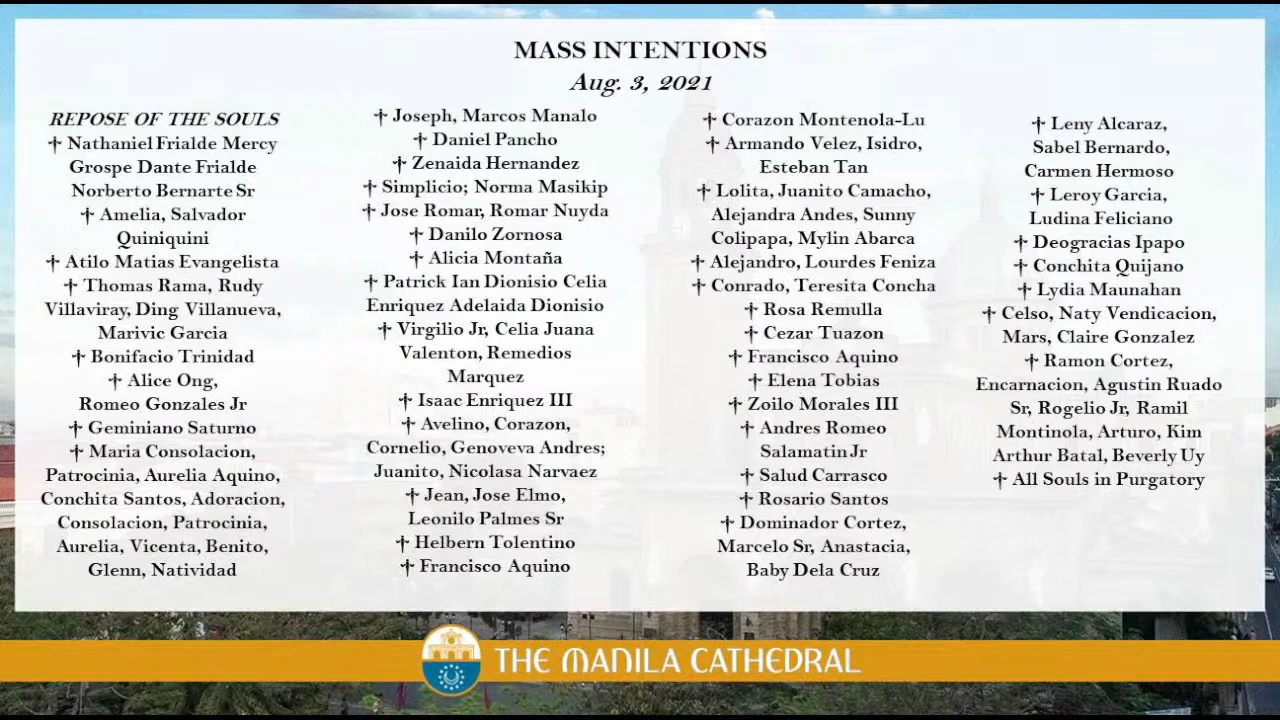 MASS INTENTIONS
Aug. 3, 2021
REPOSE OF THE SOULS
✝ Nathaniel Frialde Mercy
Grospe Dante Frialde
Norberto Bernarte Sr
✝ Amelia, Salvador
Quiniquini
✝ Atilo Matias Evangelista
✝ Thomas Rama, Rudy
Villaviray, Ding Villanueva,
Marivic Garcia
✝ Bonifacio Trinidad
✝ Alice Ong,
Romeo Gonzales Jr
✝ Geminiano Saturno
✝ Maria Consolacion,
Patrocinia, Aurelia Aquino,
Conchita Santos, Adoracion,
Consolacion, Patrocinia,
Aurelia, Vicenta, Benito,
Glenn, Natividad
✝ Joseph, Marcos Manalo
✝ Daniel Pancho
✝ Zenaida Hernandez
✝ Simplicio; Norma Masikip
✝ Jose Romar, Romar Nuyda
✝ Danilo Zornosa
✝ Alicia Montaña
✝ Patrick Ian Dionisio Celia
Enriquez Adelaida Dionisio
✝ Virgilio Jr, Celia Juana
Valenton, Remedios
Marquez
✝ Isaac Enriquez III
✝ Avelino, Corazon,
Cornelio, Genoveva Andres;
Juanito, Nicolasa Narvaez
✝ Jean, Jose Elmo,
Leonilo Palmes Sr
✝ Helbern Tolentino
✝ Francisco Aquino
✝ Corazon Montenola-Lu
✝ Armando Velez, Isidro,
Esteban Tan
✝ Lolita, Juanito Camacho,
Alejandra Andes, Sunny
Colipapa, Mylin Abarca
✝ Alejandro, Lourdes Feniza
✝ Conrado, Teresita Concha
✝ Rosa Remulla
✝ Cezar Tuazon
✝ Francisco Aquino
✝ Elena Tobias
✝ Zoilo Morales III
✝ Andres Romeo
Salamatin Jr
✝ Salud Carrasco
✝ Rosario Santos
✝ Dominador Cortez,
Marcelo Sr, Anastacia,
Baby Dela Cruz
✝ Leny Alcaraz,
Sabel Bernardo,
Carmen Hermoso
✝ Leroy Garcia,
Ludina Feliciano
✝ Deogracias Ipapo
✝ Conchita Quijano
✝ Lydia Maunahan
✝ Celso, Naty Vendicacion,
Mars, Claire Gonzalez
✝ Ramon Cortez,
Encarnacion, Agustin Ruado
Sr, Rogelio Jr, Ramil
Montinola, Arturo, Kim
Arthur Batal, Beverly Uy
✝ All Souls in Purgatory
THE MANILA CATHEDRAL